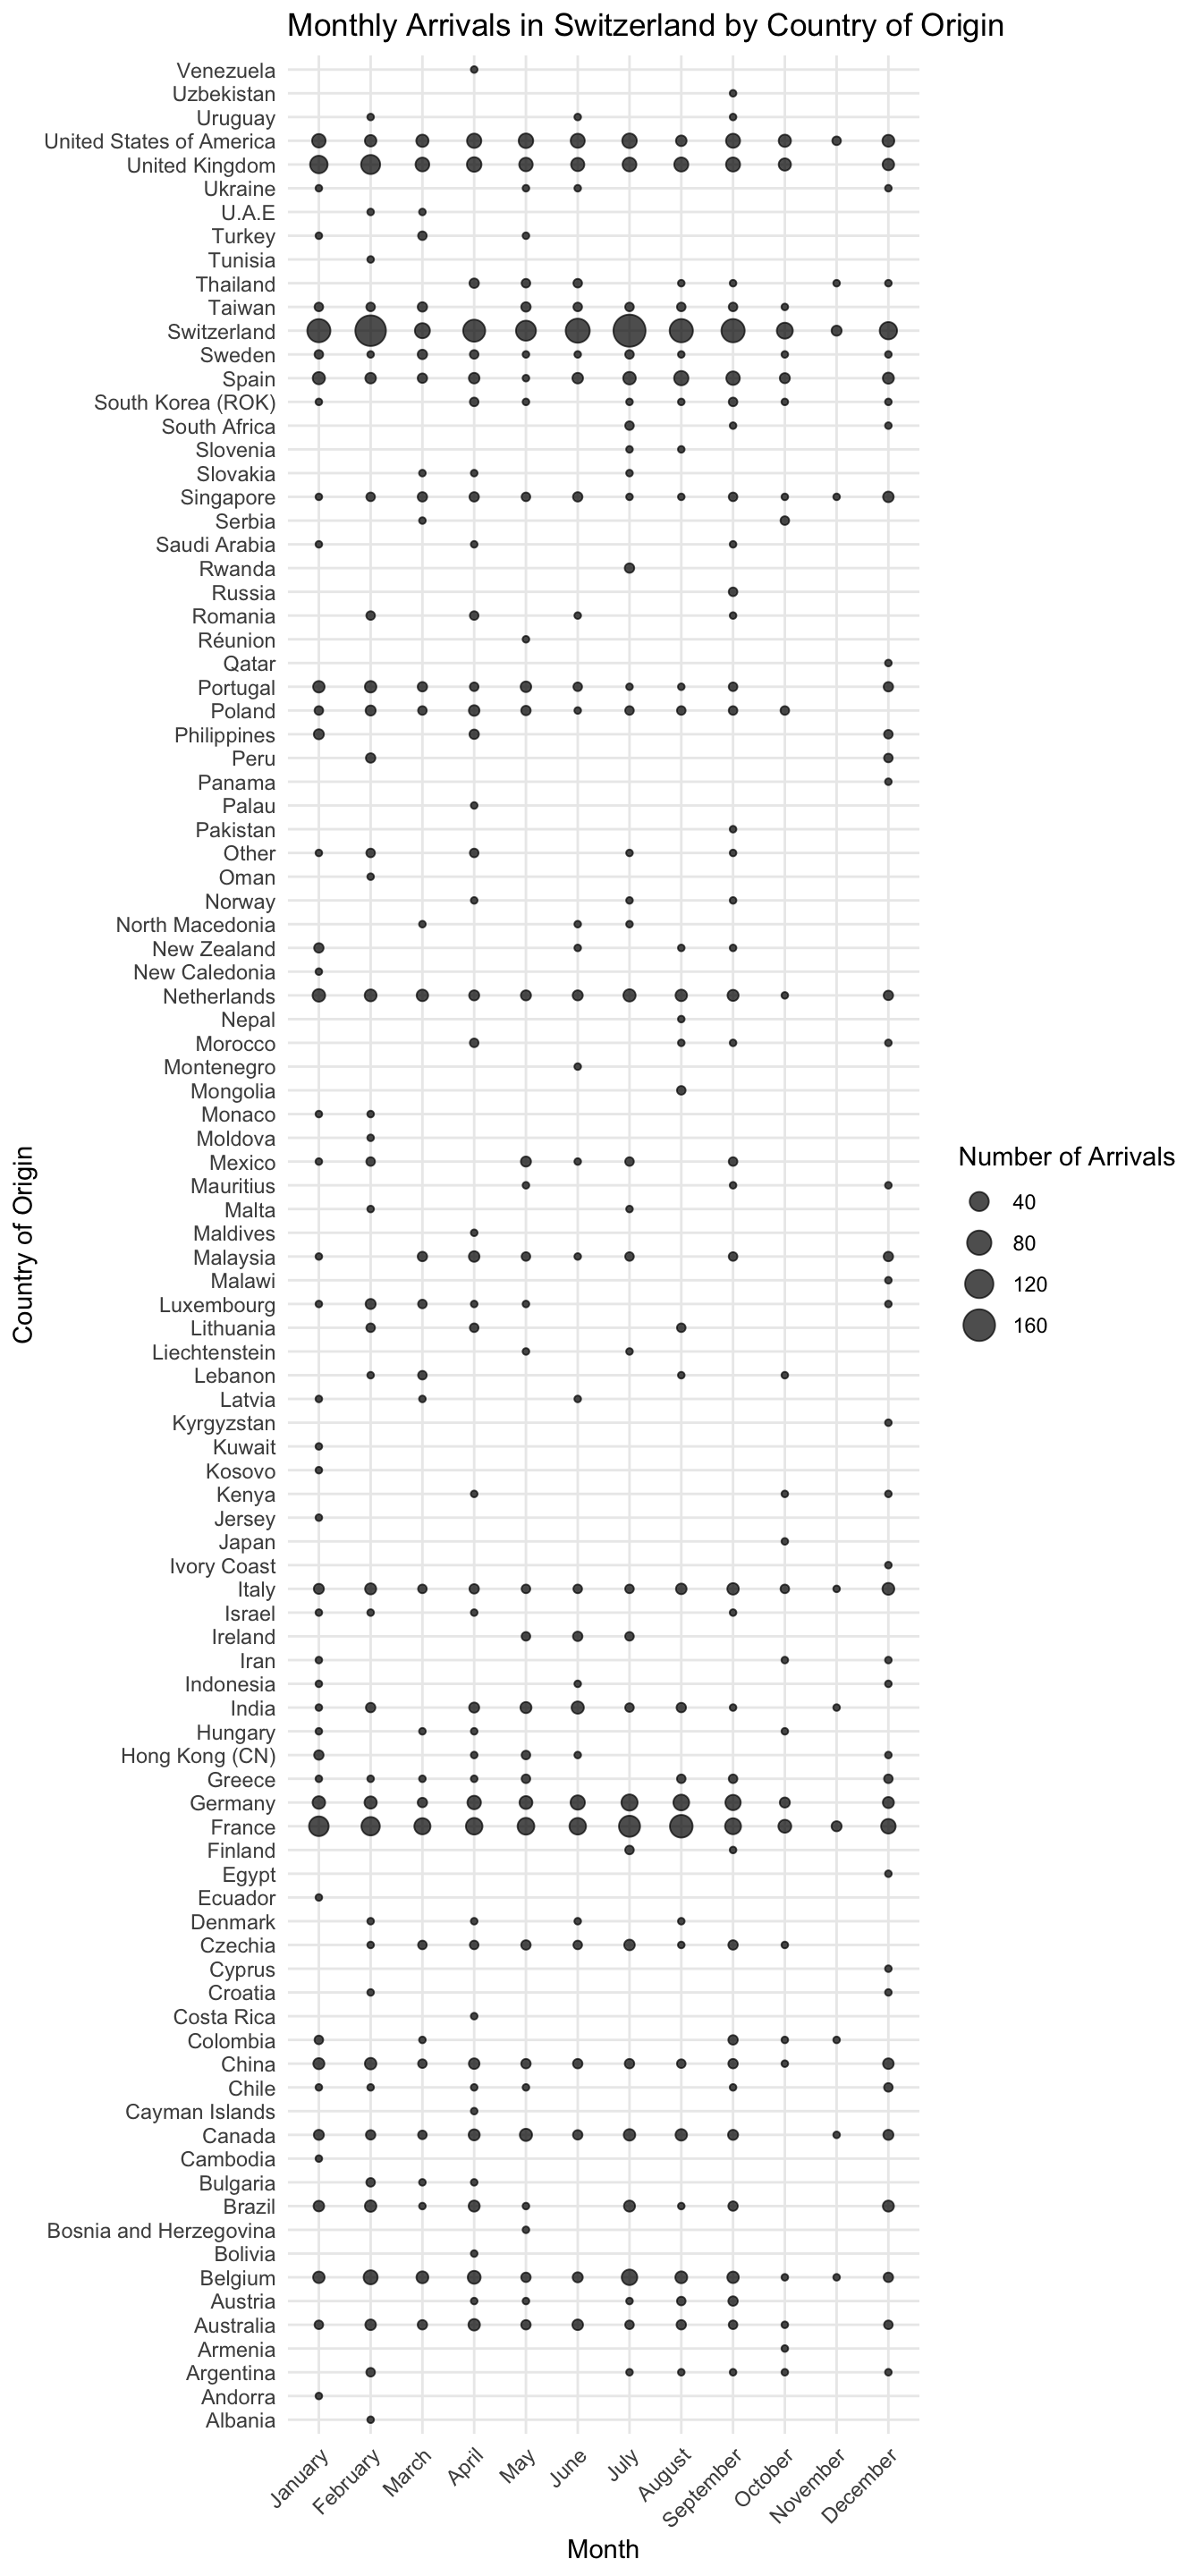 Monthly Arrivals in Switzerland by Country of Origin
Venezuela
Uzbekistan
Uruguay
United States of America
United Kingdom
Ukraine
U.A.E
Turkey
Tunisia
Thailand
Taiwan
Switzerland
Sweden
Spain
South Korea (ROK)
South Africa
Slovenia
Slovakia
Singapore
Serbia
Saudi Arabia
Rwanda
Russia
Romania
Réunion
Qatar
Portugal
Poland
Philippines
Peru
Panama
Palau
Pakistan
Other
Oman
Norway
North Macedonia
New Zealand
New Caledonia
Netherlands
Nepal
Morocco
Montenegro
Mongolia
Monaco
Moldova
Mexico
Mauritius
Malta
Maldives
Malaysia
Malawi
Luxembourg
Lithuania
Liechtenstein
Lebanon
Latvia
Kyrgyzstan
Kuwait
Kosovo
Kenya
Jersey
Japan
Ivory Coast
Italy
Israel
Ireland
Iran
Indonesia
India
Hungary
Hong Kong (CN)
Greece
Germany
France
Finland
Egypt
Ecuador
Denmark
Czechia
Cyprus
Croatia
Costa Rica
Colombia
China
Chile
Cayman Islands
Canada
Cambodia
Bulgaria
Brazil
Bosnia and Herzegovina
Bolivia
Belgium
Austria
Australia
Armenia
Argentina
Andorra
Albania
Country of Origin
January
February
March
April
May
June
July
August
September
October
November
December
Month
Number of Arrivals
40
80
120
160